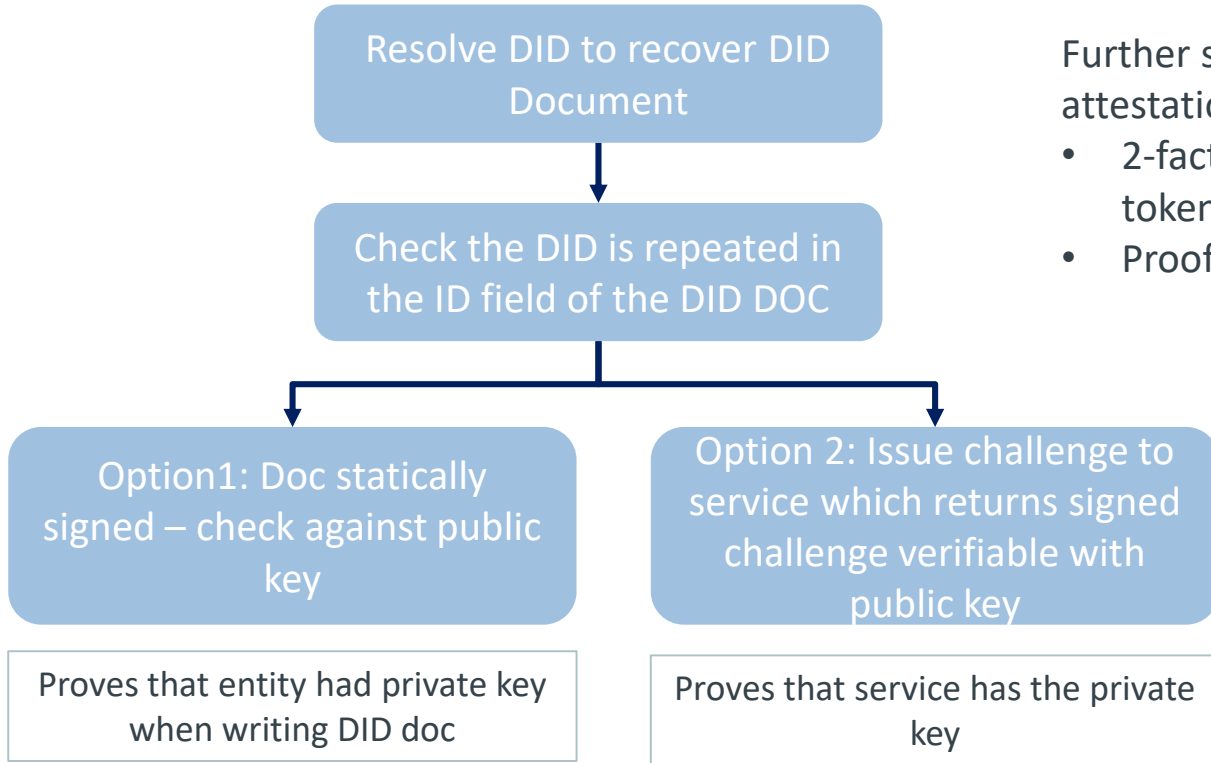 Resolve DID to recover DID
Document
Further
attestatio
• 2-fact
token
• Proof
Check the DID is repeated in
the ID field of the DID DOC
Option1: Doc statically
signed – check against public
key
Option 2: Issue challenge to
service which returns signed
challenge verifiable with
public key
Proves that entity had private key
when writing DID doc
Proves that service has the private
key